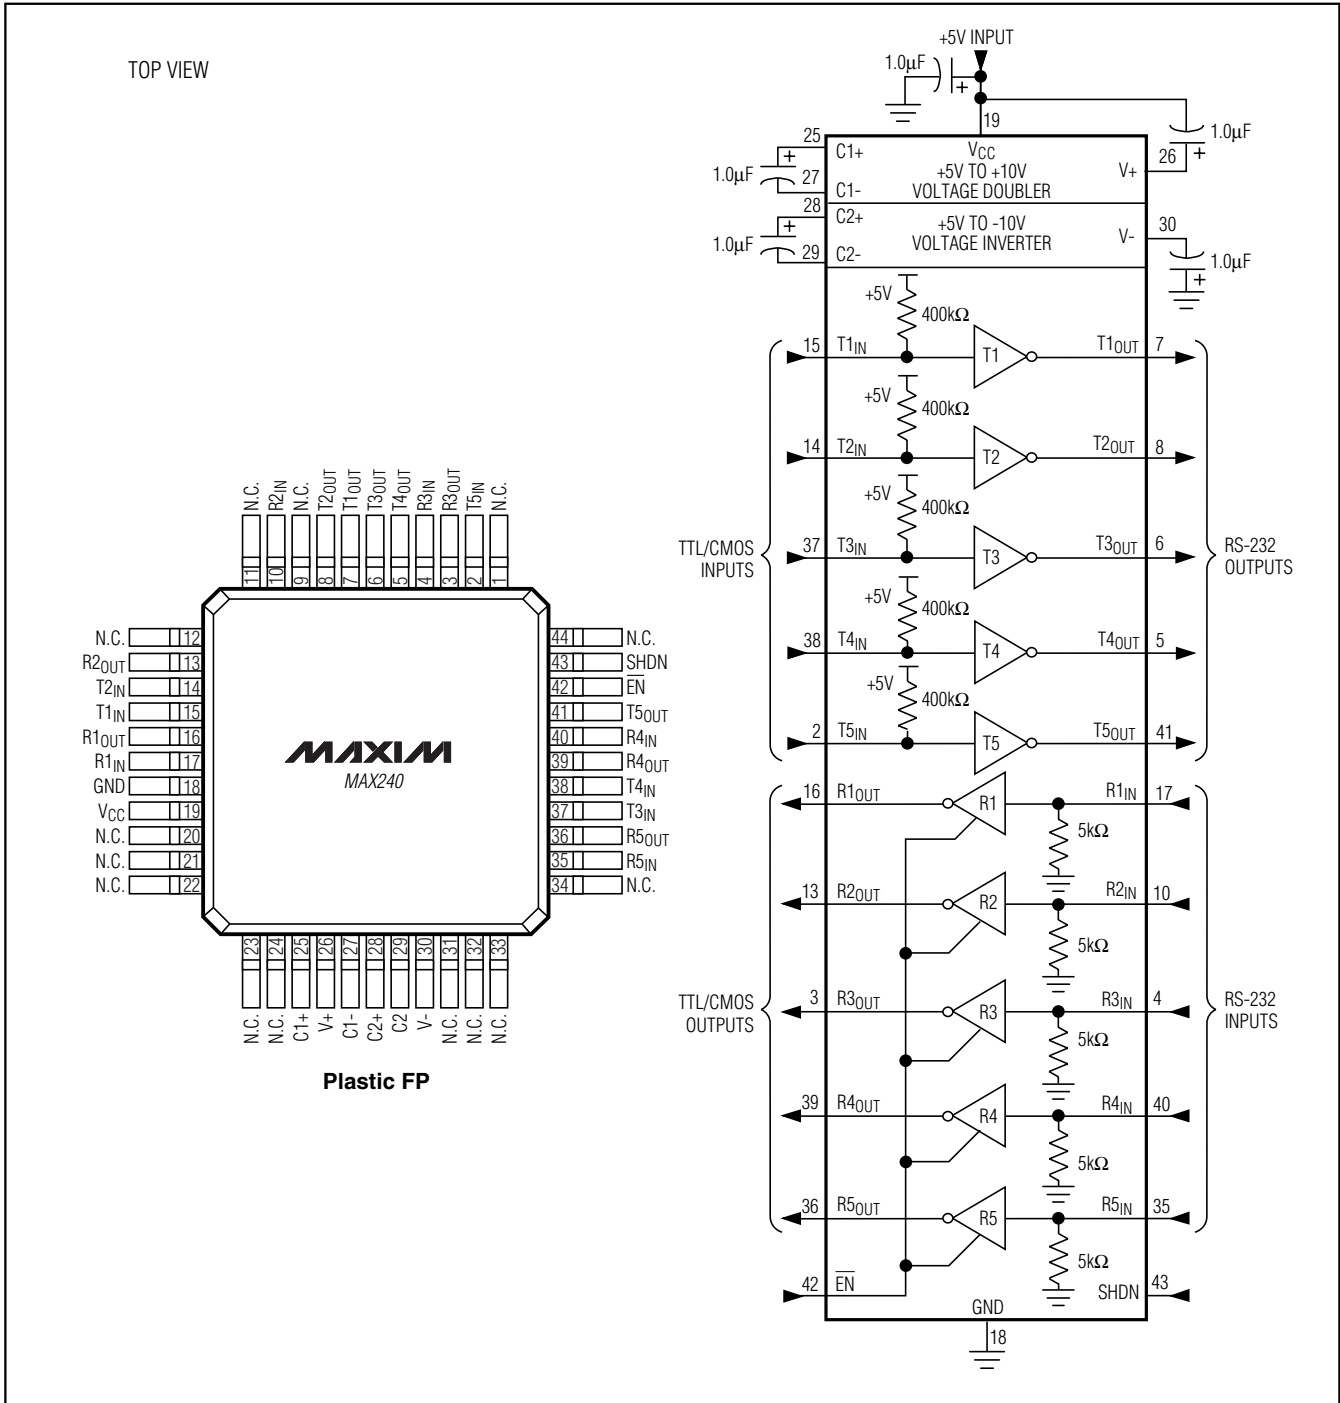 TOP VIEW
+5V INPUT
1.0µF
+
19
1.0µF
+
25
C1+
VCC
+5V TO +10V
VOLTAGE DOUBLER
V+
26
1.0µF
+
27
C1-
28
C2+
+5V TO -10V
VOLTAGE INVERTER
V-
30
1.0µF
+
29
C2-
1.0µF
+
+5V
400kΩ
15
T1IN
T1
T1OUT
7
+5V
400kΩ
14
T2IN
T2
T2OUT
8
+5V
400kΩ
TTL/CMOS
INPUTS
37
T3IN
T3
T3OUT
6
RS-232
OUTPUTS
+5V
400kΩ
38
T4IN
T4
T4OUT
5
+5V
400kΩ
2
T5IN
T5
T5OUT
41
16
R1OUT
R1
R1IN
17
5kΩ
13
R2OUT
R2
R2IN
10
5kΩ
TTL/CMOS
OUTPUTS
3
R3OUT
R3
R3IN
4
RS-232
INPUTS
5kΩ
39
R4OUT
R4
R4IN
40
5kΩ
36
R5OUT
R5
R5IN
35
5kΩ
42
EN
SHDN
43
GND
18
N.C.
R2IN
N.C.
T2OUT
T1OUT
T3OUT
T4OUT
R3IN
R3OUT
T5IN
N.C.
11
10
9
8
7
6
5
4
3
2
1
N.C. 12
R2OUT 13
T2IN 14
T1IN 15
R1OUT 16
R1IN 17
GND 18
VCC 19
N.C. 20
N.C. 21
N.C. 22
MAXIM
MAX240
44 N.C.
43 SHDN
42 EN
41 T5OUT
40 R4IN
39 R4OUT
38 T4IN
37 T3IN
36 R5OUT
35 R5IN
34 N.C.
23
24
25
26
27
28
29
30
31
32
33
N.C.
N.C.
C1+
V+
C1-
C2+
C2
V-
N.C.
N.C.
N.C.
Plastic FP